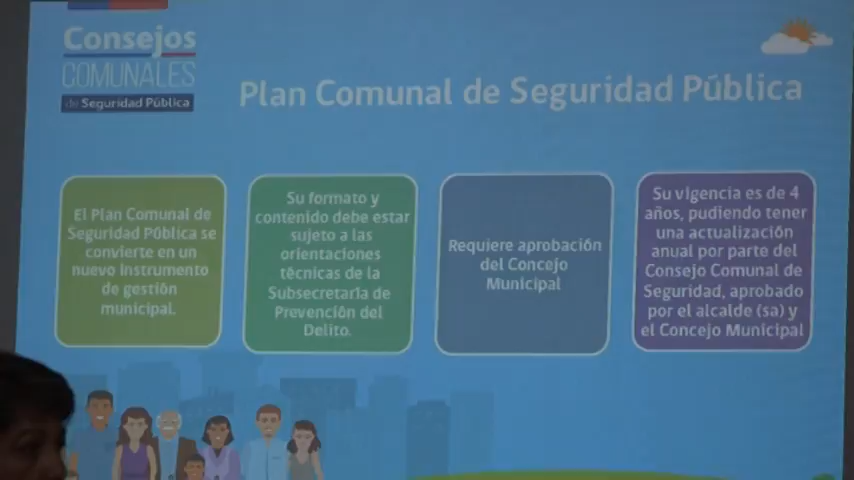 Consejos
COMUNALES
de Seguridad Pública
Plan Comunal de Seguridad Pública
El Plan Comunal de
Seguridad Pública se
convierte en un
nuevo instrumento
de gestión
municipal.
Su formato y
contenido debe estar
sujeto a las
orientaciones
técnicas de la
Subsecretaría de
Prevención del
Delito.
Requiere aprobación
del Concejo
Municipal
Su vigencia es de 4
años, pudiendo tener
una actualización
anual por parte del
Consejo Comunal de
Seguridad, aprobado
por el alcalde (sa) y
el Concejo Municipal